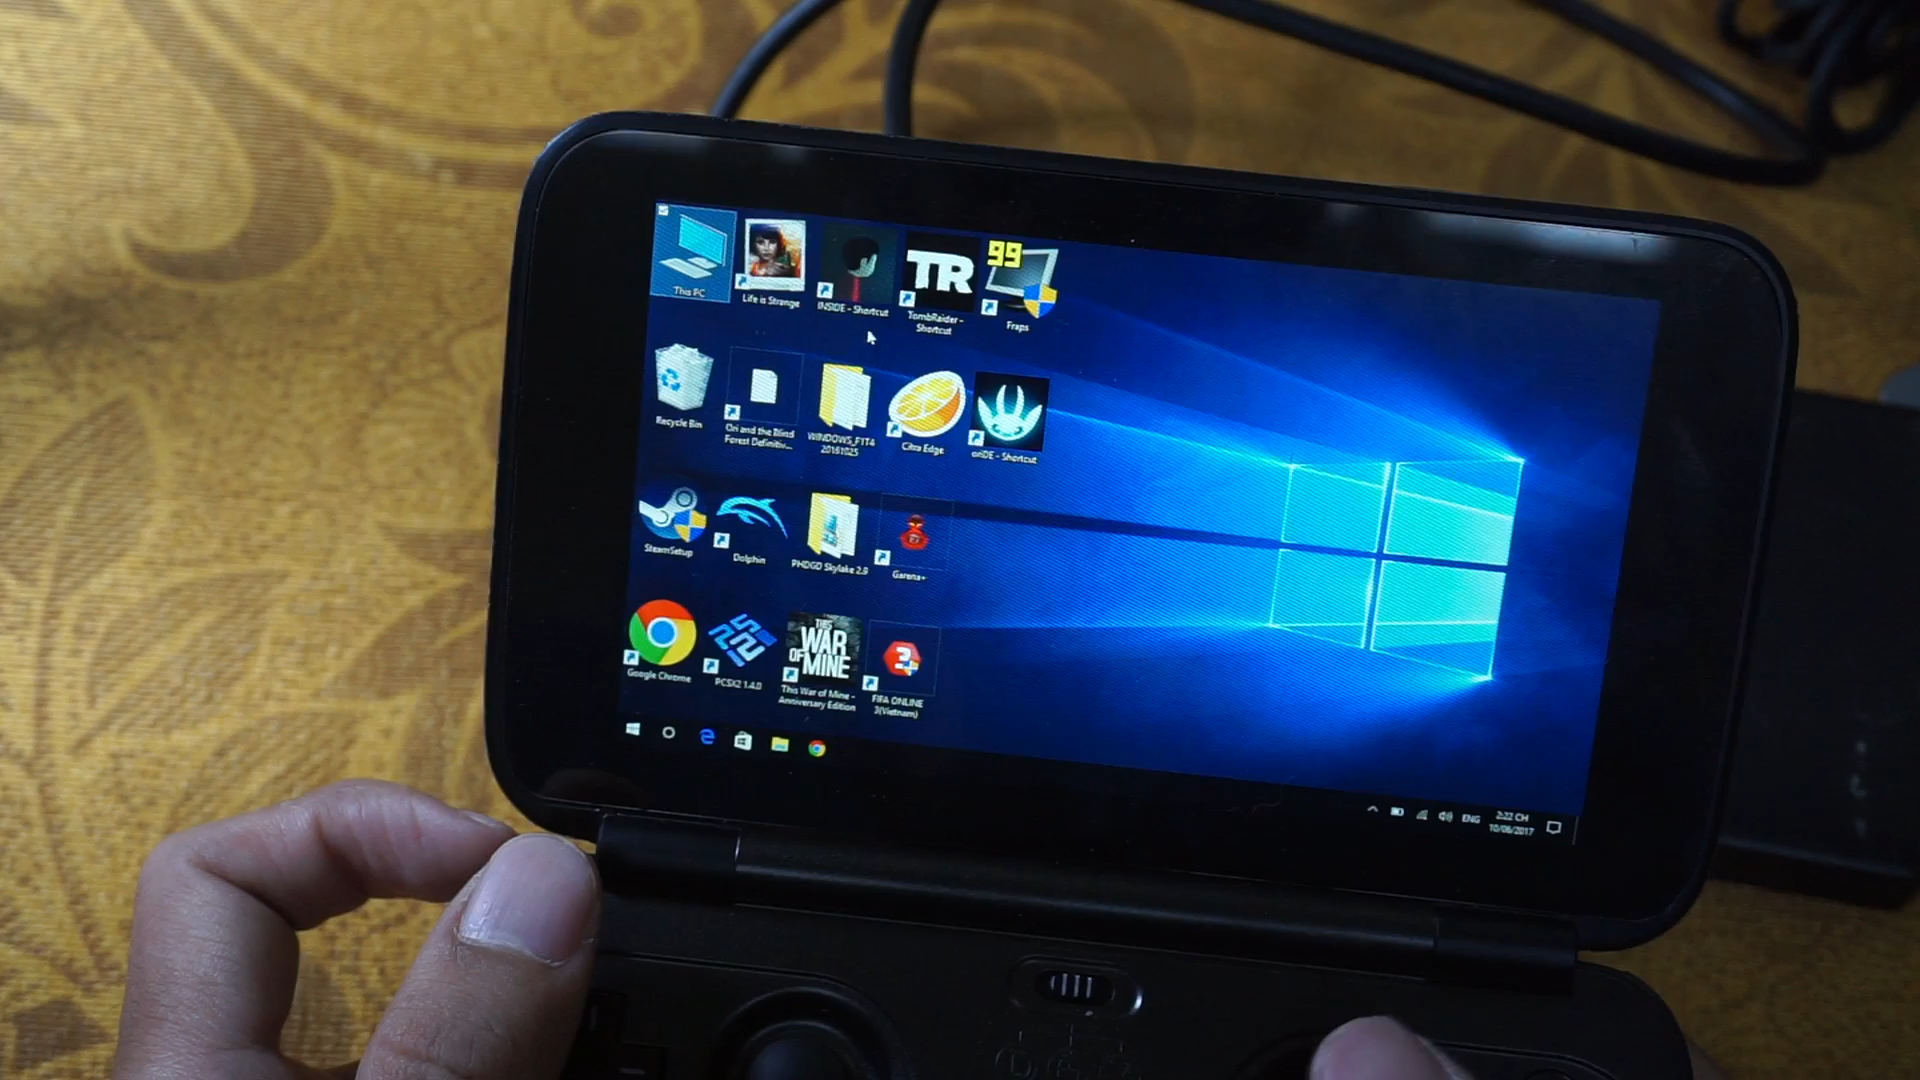 This PC
Life is Strange
INSIDE - Shortcut
TR
TombRaider -
Shortcut
99
Fraps
Recycle Bin
Ori and the Blind
Forest Definitiv...
WINDOWS_F1T4
20161025
Citra Edge
oriDE - Shortcut
SteamSetup
Dolphin
PHDGD Skylake 2.9
Garena+
Google Chrome
PCSX2 1.4.0
THIS
WAR
OF MINE
This War of Mine -
Anniversary Edition
3
FIFA ONLINE
3(Vietnam)
ENG
2:22 CH
10/06/2017